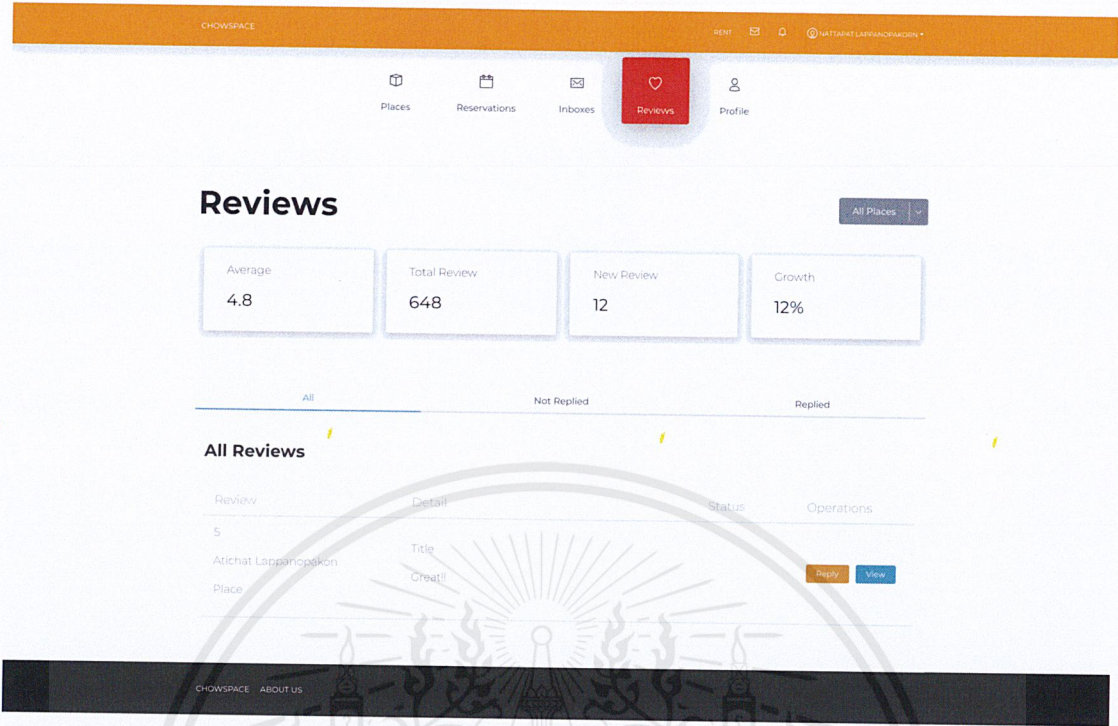 CHOWSPACE RENT NATTAPAT LAPPANOPAKORN
Places Reservations Inboxes Reviews Profile
Reviews
All Places
Average Total Review New Review Growth
4.8 648 12 12%
All Not Replied Replied
All Reviews
Review Detail Status Operations
5
Title
Atichat Lappanopakon
Great!!
Reply View
Place
CHOWSPACE ABOUT US